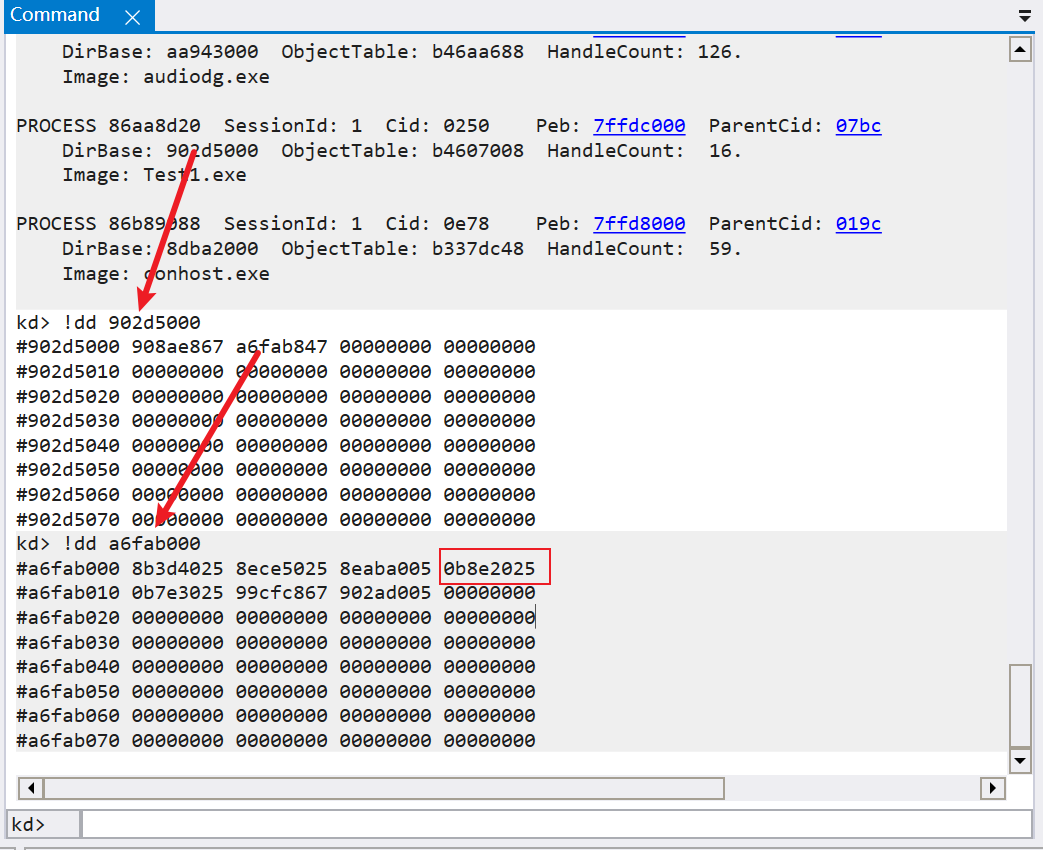 Command
DirBase: aa943000 ObjectTable: b46aa688 HandleCount: 126.
Image: audiodg.exe
PROCESS 86aa8d20 SessionId: 1 Cid: 0250 Peb: 7ffdc000 ParentCid: 07bc
DirBase: 902d5000 ObjectTable: b4607008 HandleCount: 16.
Image: Test1.exe
PROCESS 86b89088 SessionId: 1 Cid: 0e78 Peb: 7ffd8000 ParentCid: 019c
DirBase: 8dba2000 ObjectTable: b337dc48 HandleCount: 59.
Image: conhost.exe
kd> !dd 902d5000
#902d5000 908ae867 a6fab847 00000000 00000000
#902d5010 00000000 00000000 00000000 00000000
#902d5020 00000000 00000000 00000000 00000000
#902d5030 00000000 00000000 00000000 00000000
#902d5040 00000000 00000000 00000000 00000000
#902d5050 00000000 00000000 00000000 00000000
#902d5060 00000000 00000000 00000000 00000000
#902d5070 00000000 00000000 00000000 00000000
kd> !dd a6fab000
#a6fab000 8b3d4025 8ece5025 8eaba005 0b8e2025
#a6fab010 0b7e3025 99cfc867 902ad005 00000000
#a6fab020 00000000 00000000 00000000 00000000
#a6fab030 00000000 00000000 00000000 00000000
#a6fab040 00000000 00000000 00000000 00000000
#a6fab050 00000000 00000000 00000000 00000000
#a6fab060 00000000 00000000 00000000 00000000
#a6fab070 00000000 00000000 00000000 00000000
kd>